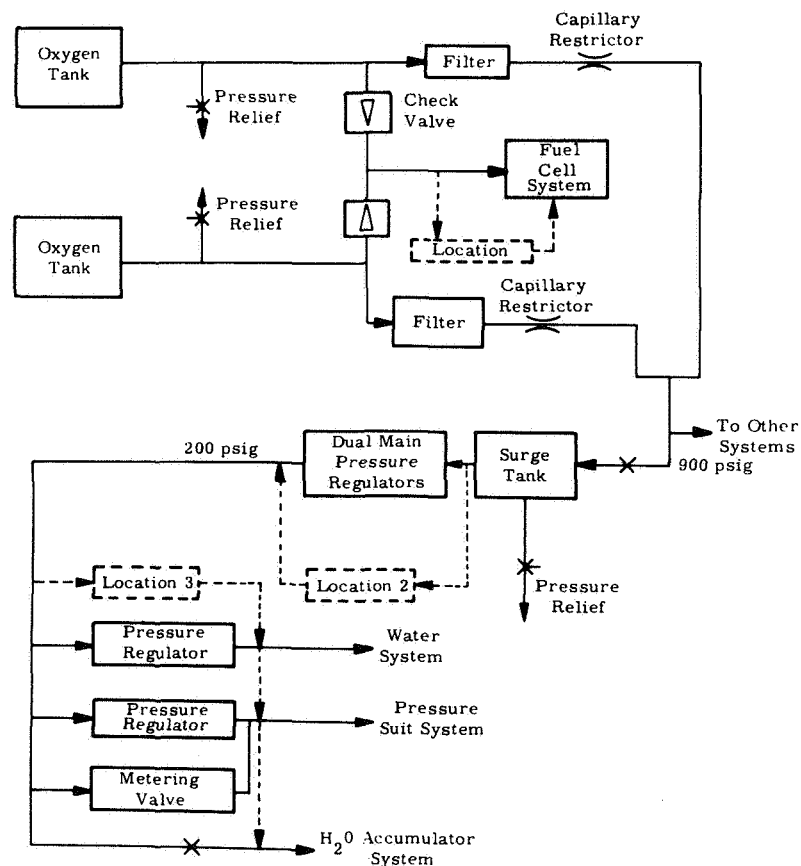 Capillary
Restrictor
Oxygen
Tank
Filter
Pressure
Relief
Check
Valve
Fuel
Cell
System
Pressure
Relief
Oxygen
Tank
Location
Capillary
Restrictor
Filter
To Other
Systems
900 psig
200 psig
Dual Main
Pressure
Regulators
Surge
Tank
Location 3
Location 2
Pressure
Relief
Pressure
Regulator
Water
System
Pressure
Regulator
Pressure
Suit System
Metering
Valve
H2O Accumulator
System